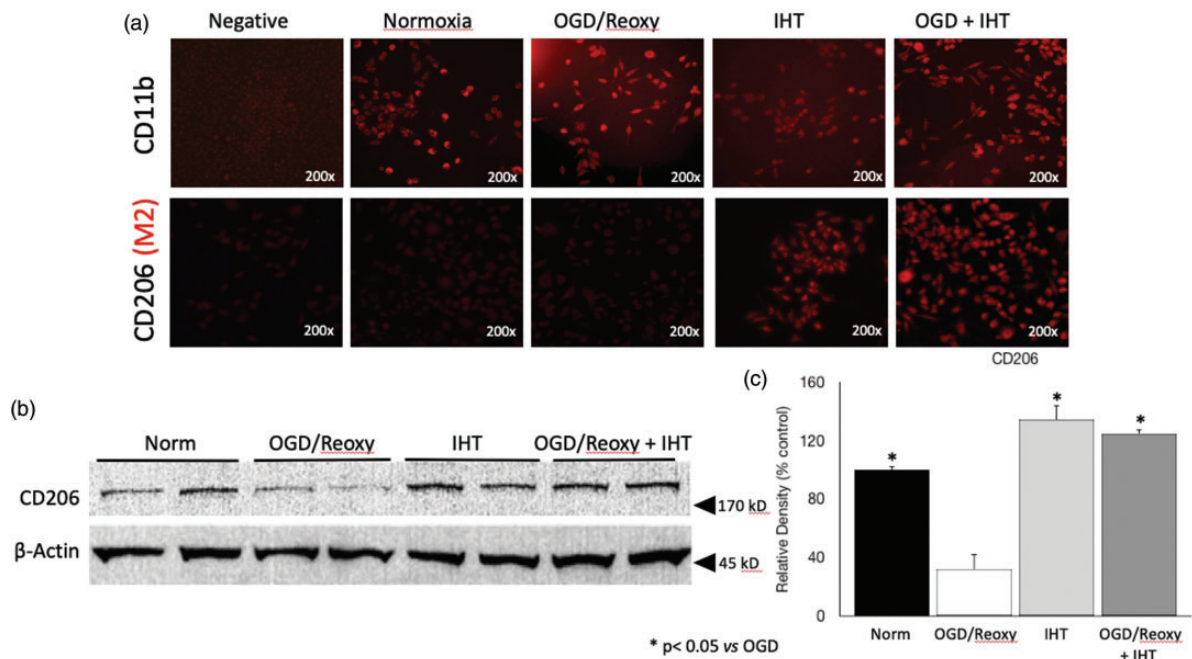 (a)
Negative Normoxia OGD/Reoxy IHT OGD + IHT
CD11b
200x 200x 200x 200x 200x
CD206 (M2)
200x 200x 200x 200x 200x
(b)
Norm OGD/Reoxy IHT OGD/Reoxy + IHT
CD206
170 kD
β-Actin
45 kD
* p< 0.05 vs OGD
(c)
CD206
Relative Density (% control)
160
120
80
40
0
* * *
Norm OGD/Reoxy IHT OGD/Reoxy
+ IHT